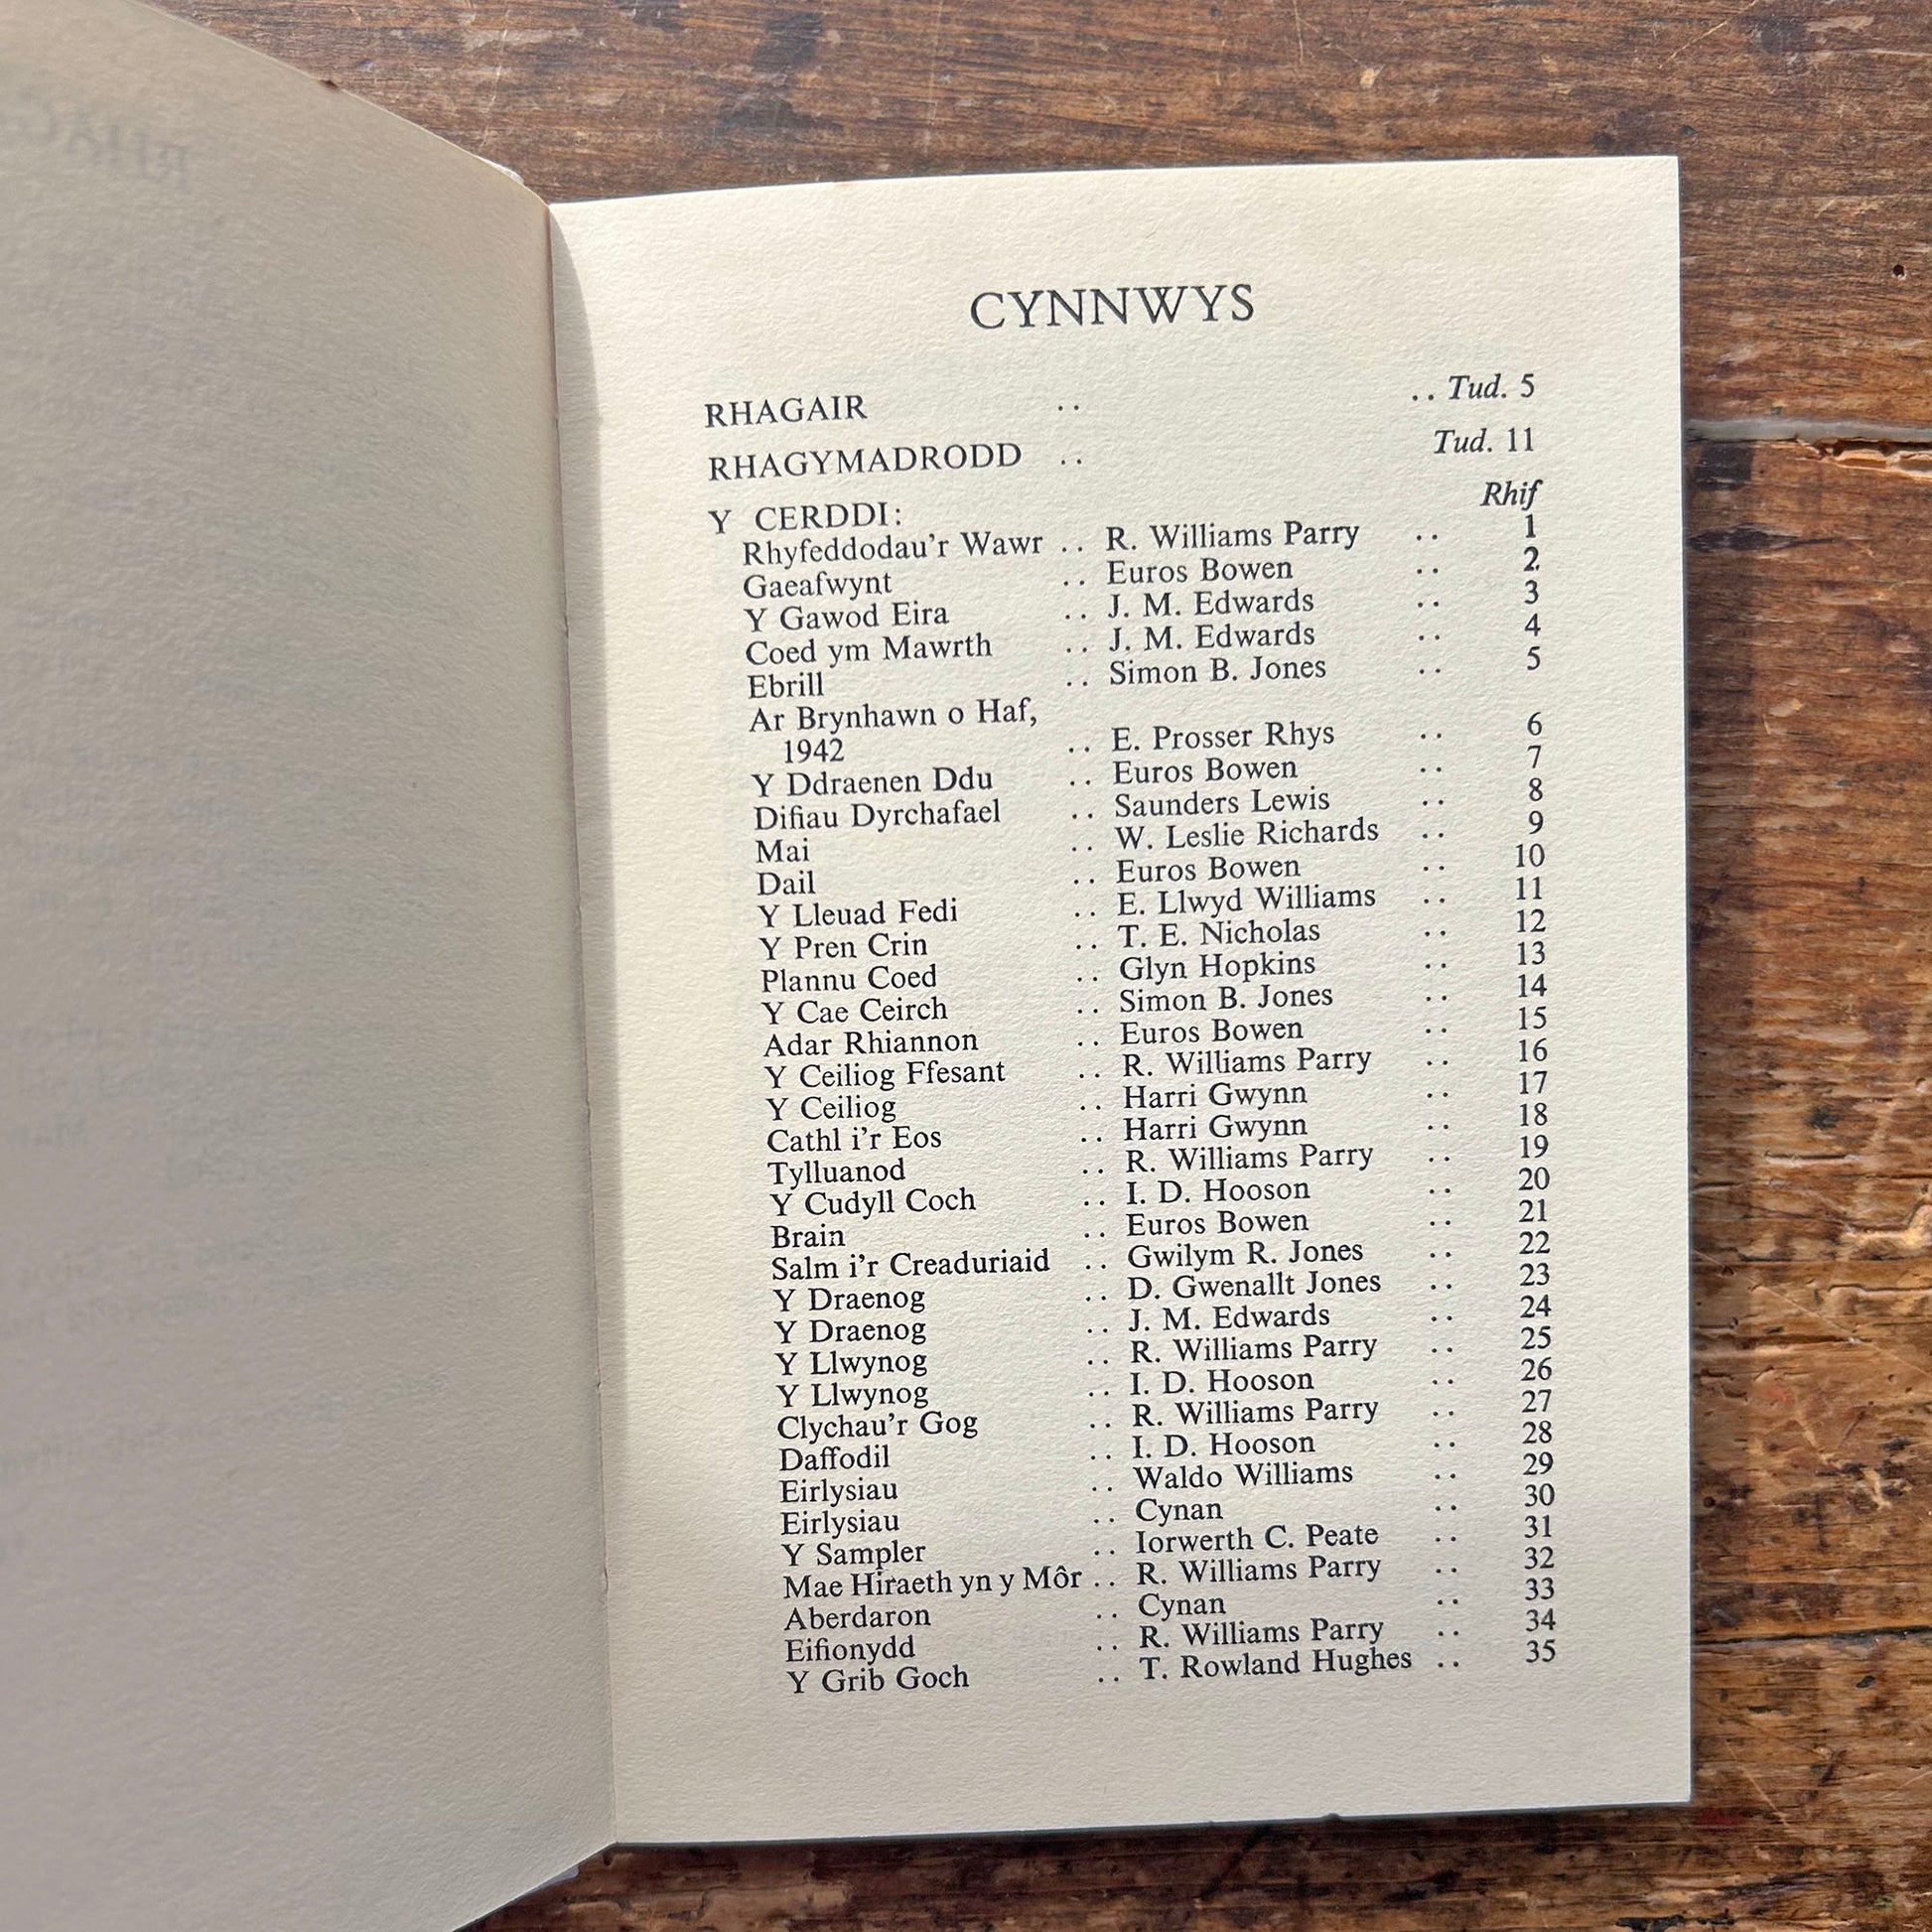 CYNNWYS
RHAGAIR .. .. Tud. 5
RHAGYMADRODD .. Tud. 11
Y CERDDI: Rhif
Rhyfeddodau'r Wawr .. R. Williams Parry .. 1
Gaeafwynt .. Euros Bowen .. 2
Y Gawod Eira .. J. M. Edwards .. 3
Coed ym Mawrth .. J. M. Edwards .. 4
Ebrill .. Simon B. Jones .. 5
Ar Brynhawn o Haf,
1942 .. E. Prosser Rhys .. 6
Y Ddraenen Ddu .. Euros Bowen .. 7
Difiau Dyrchafael .. Saunders Lewis .. 8
Mai .. W. Leslie Richards .. 9
Dail .. Euros Bowen .. 10
Y Lleuad Fedi .. E. Llwyd Williams .. 11
Y Pren Crin .. T. E. Nicholas .. 12
Plannu Coed .. Glyn Hopkins .. 13
Y Cae Ceirch .. Simon B. Jones .. 14
Adar Rhiannon .. Euros Bowen .. 15
Y Ceiliog Ffesant .. R. Williams Parry .. 16
Y Ceiliog .. Harri Gwynn .. 17
Cathl i'r Eos .. Harri Gwynn .. 18
Tylluanod .. R. Williams Parry .. 19
Y Cudyll Coch .. I. D. Hooson .. 20
Brain .. Euros Bowen .. 21
Salm i'r Creaduriaid .. Gwilym R. Jones .. 22
Y Draenog .. D. Gwenallt Jones .. 23
Y Draenog .. J. M. Edwards .. 24
Y Llwynog .. R. Williams Parry .. 25
Y Llwynog .. I. D. Hooson .. 26
Clychau'r Gog .. R. Williams Parry .. 27
Daffodil .. I. D. Hooson .. 28
Eirlysiau .. Waldo Williams .. 29
Eirlysiau .. Cynan .. 30
Y Sampler .. Iorwerth C. Peate .. 31
Mae Hiraeth yn y Môr .. R. Williams Parry .. 32
Aberdaron .. Cynan .. 33
Eifionydd .. R. Williams Parry .. 34
Y Grib Goch .. T. Rowland Hughes .. 35